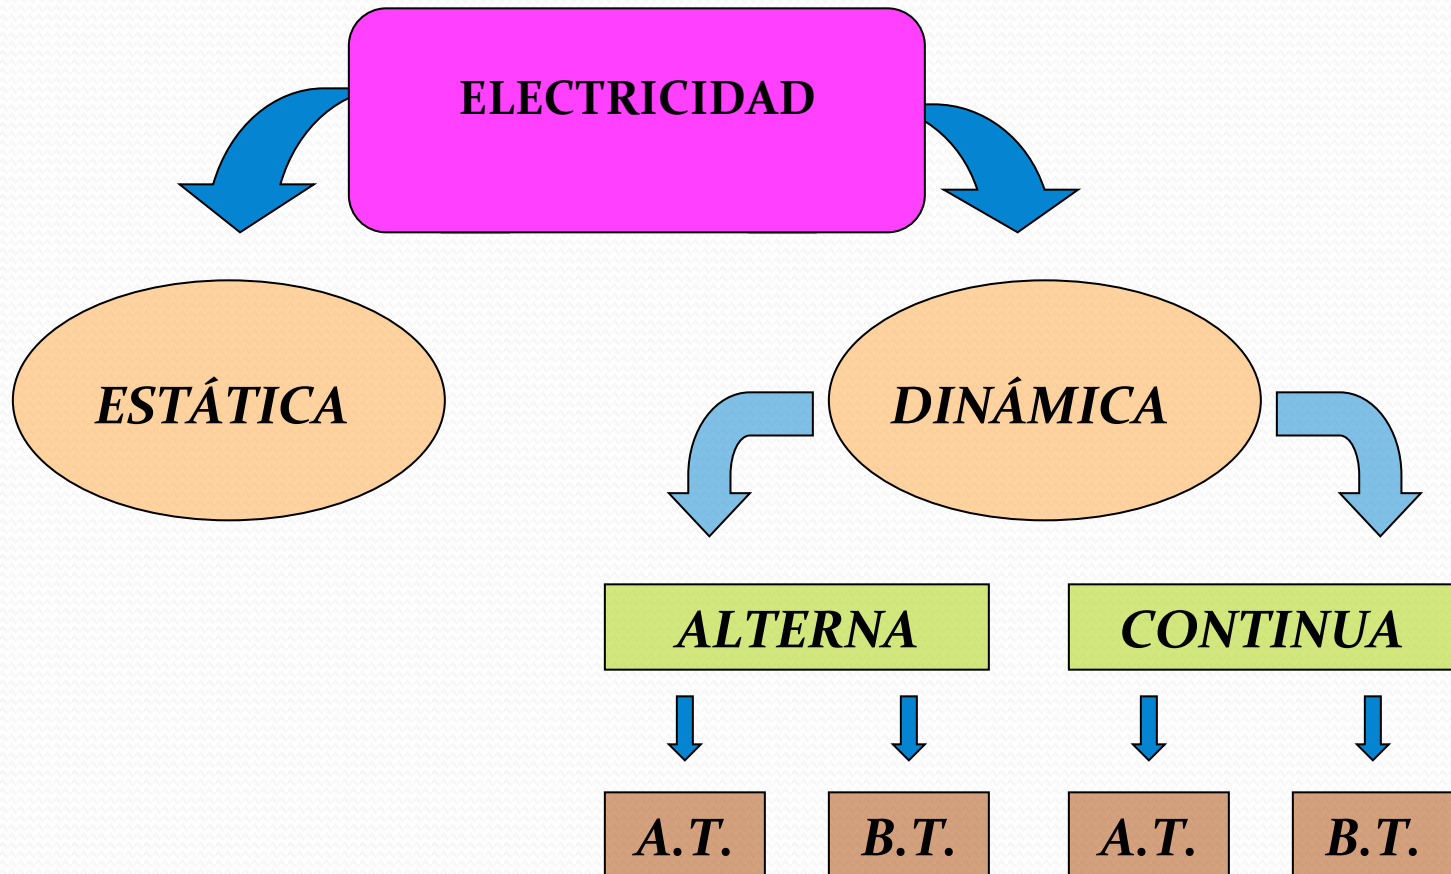 ELECTRICIDAD
ESTÁTICA
DINÁMICA
ALTERNA
CONTINUA
A.T.
B.T.
A.T.
B.T.